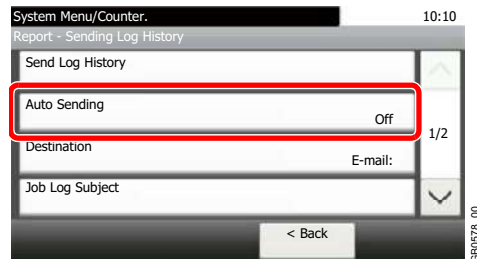 System Menu/Counter. 10:10
Report - Sending Log History
Send Log History
Auto Sending
Off
1/2
Destination
E-mail:
Job Log Subject
< Back
GB0578_00